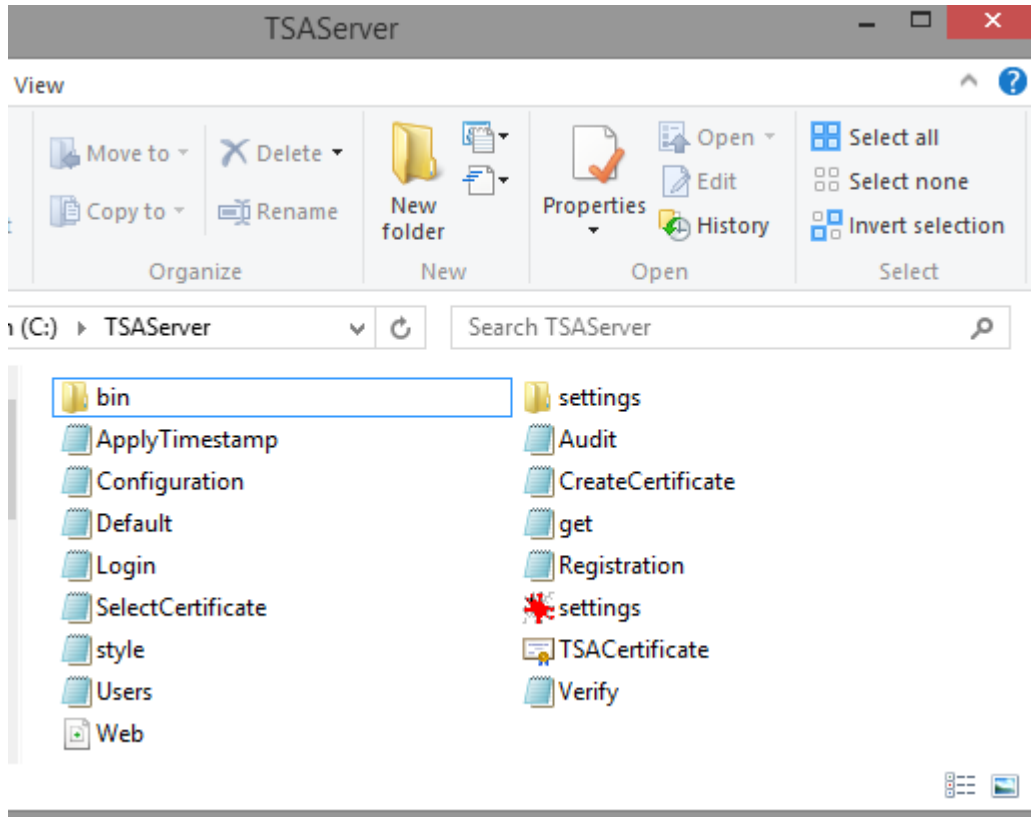 TSAServer
View
Move to
Delete
Copy to
Rename
New folder
Properties
Open
Edit
History
Select all
Select none
Invert selection
Organize
New
Open
Select
(C:) TSAServer
Search TSAServer
bin
settings
ApplyTimestamp
Audit
Configuration
CreateCertificate
Default
get
Login
Registration
SelectCertificate
settings
style
TSACertificate
Users
Verify
Web